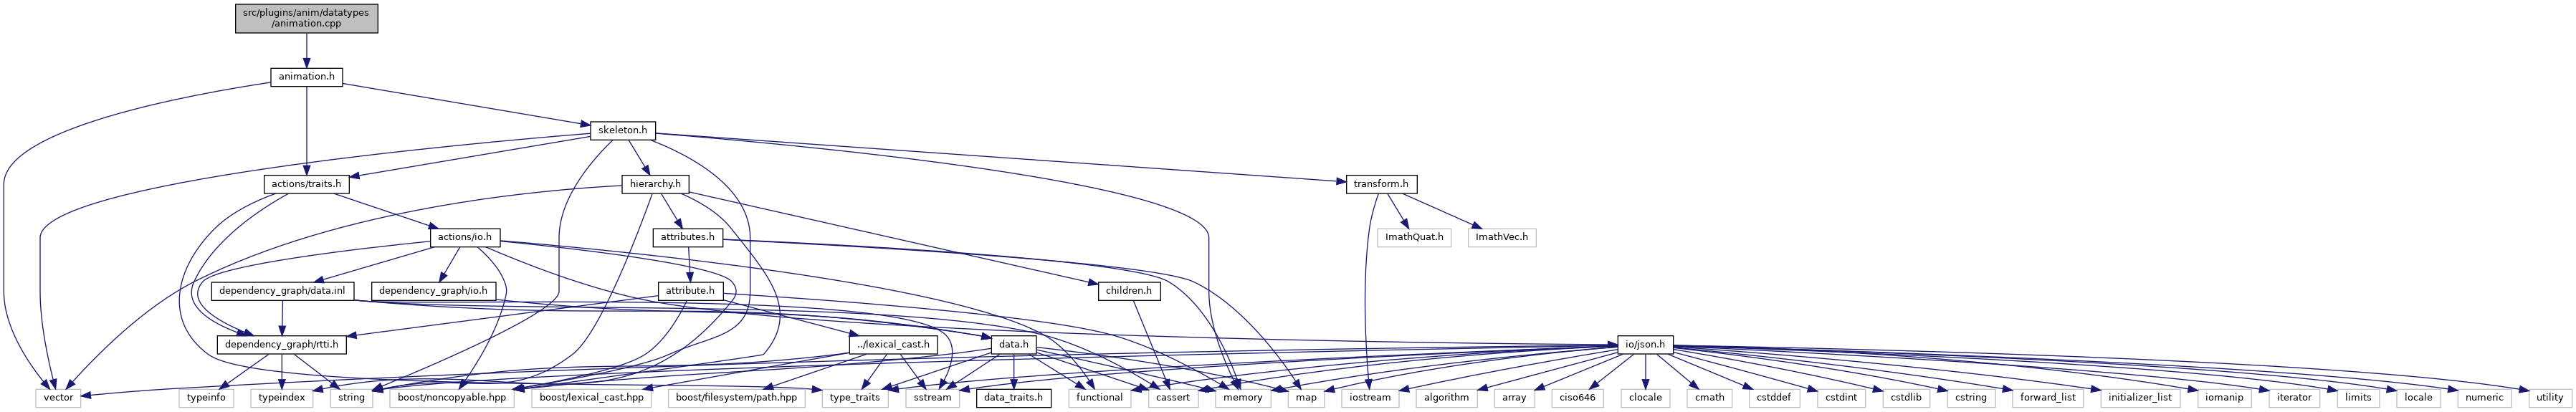 src/plugins/anim/datatypes
/animation.cpp
animation.h
skeleton.h
actions/traits.h
hierarchy.h
transform.h
actions/io.h
attributes.h
ImathQuat.h
ImathVec.h
dependency_graph/data.inl
dependency_graph/io.h
attribute.h
children.h
dependency_graph/rtti.h
../lexical_cast.h
data.h
io/json.h
vector
typeinfo
typeindex
string
boost/noncopyable.hpp
boost/lexical_cast.hpp
boost/filesystem/path.hpp
type_traits
sstream
data_traits.h
functional
cassert
memory
map
iostream
algorithm
array
ciso646
clocale
cmath
cstddef
cstdint
cstdlib
cstring
forward_list
initializer_list
iomanip
iterator
limits
locale
numeric
utility